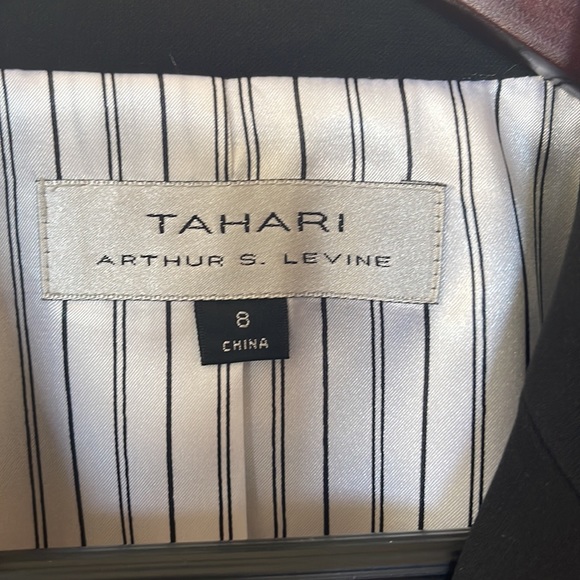 TAHARI
ARTHUR S. LEVINE
8
CHINA